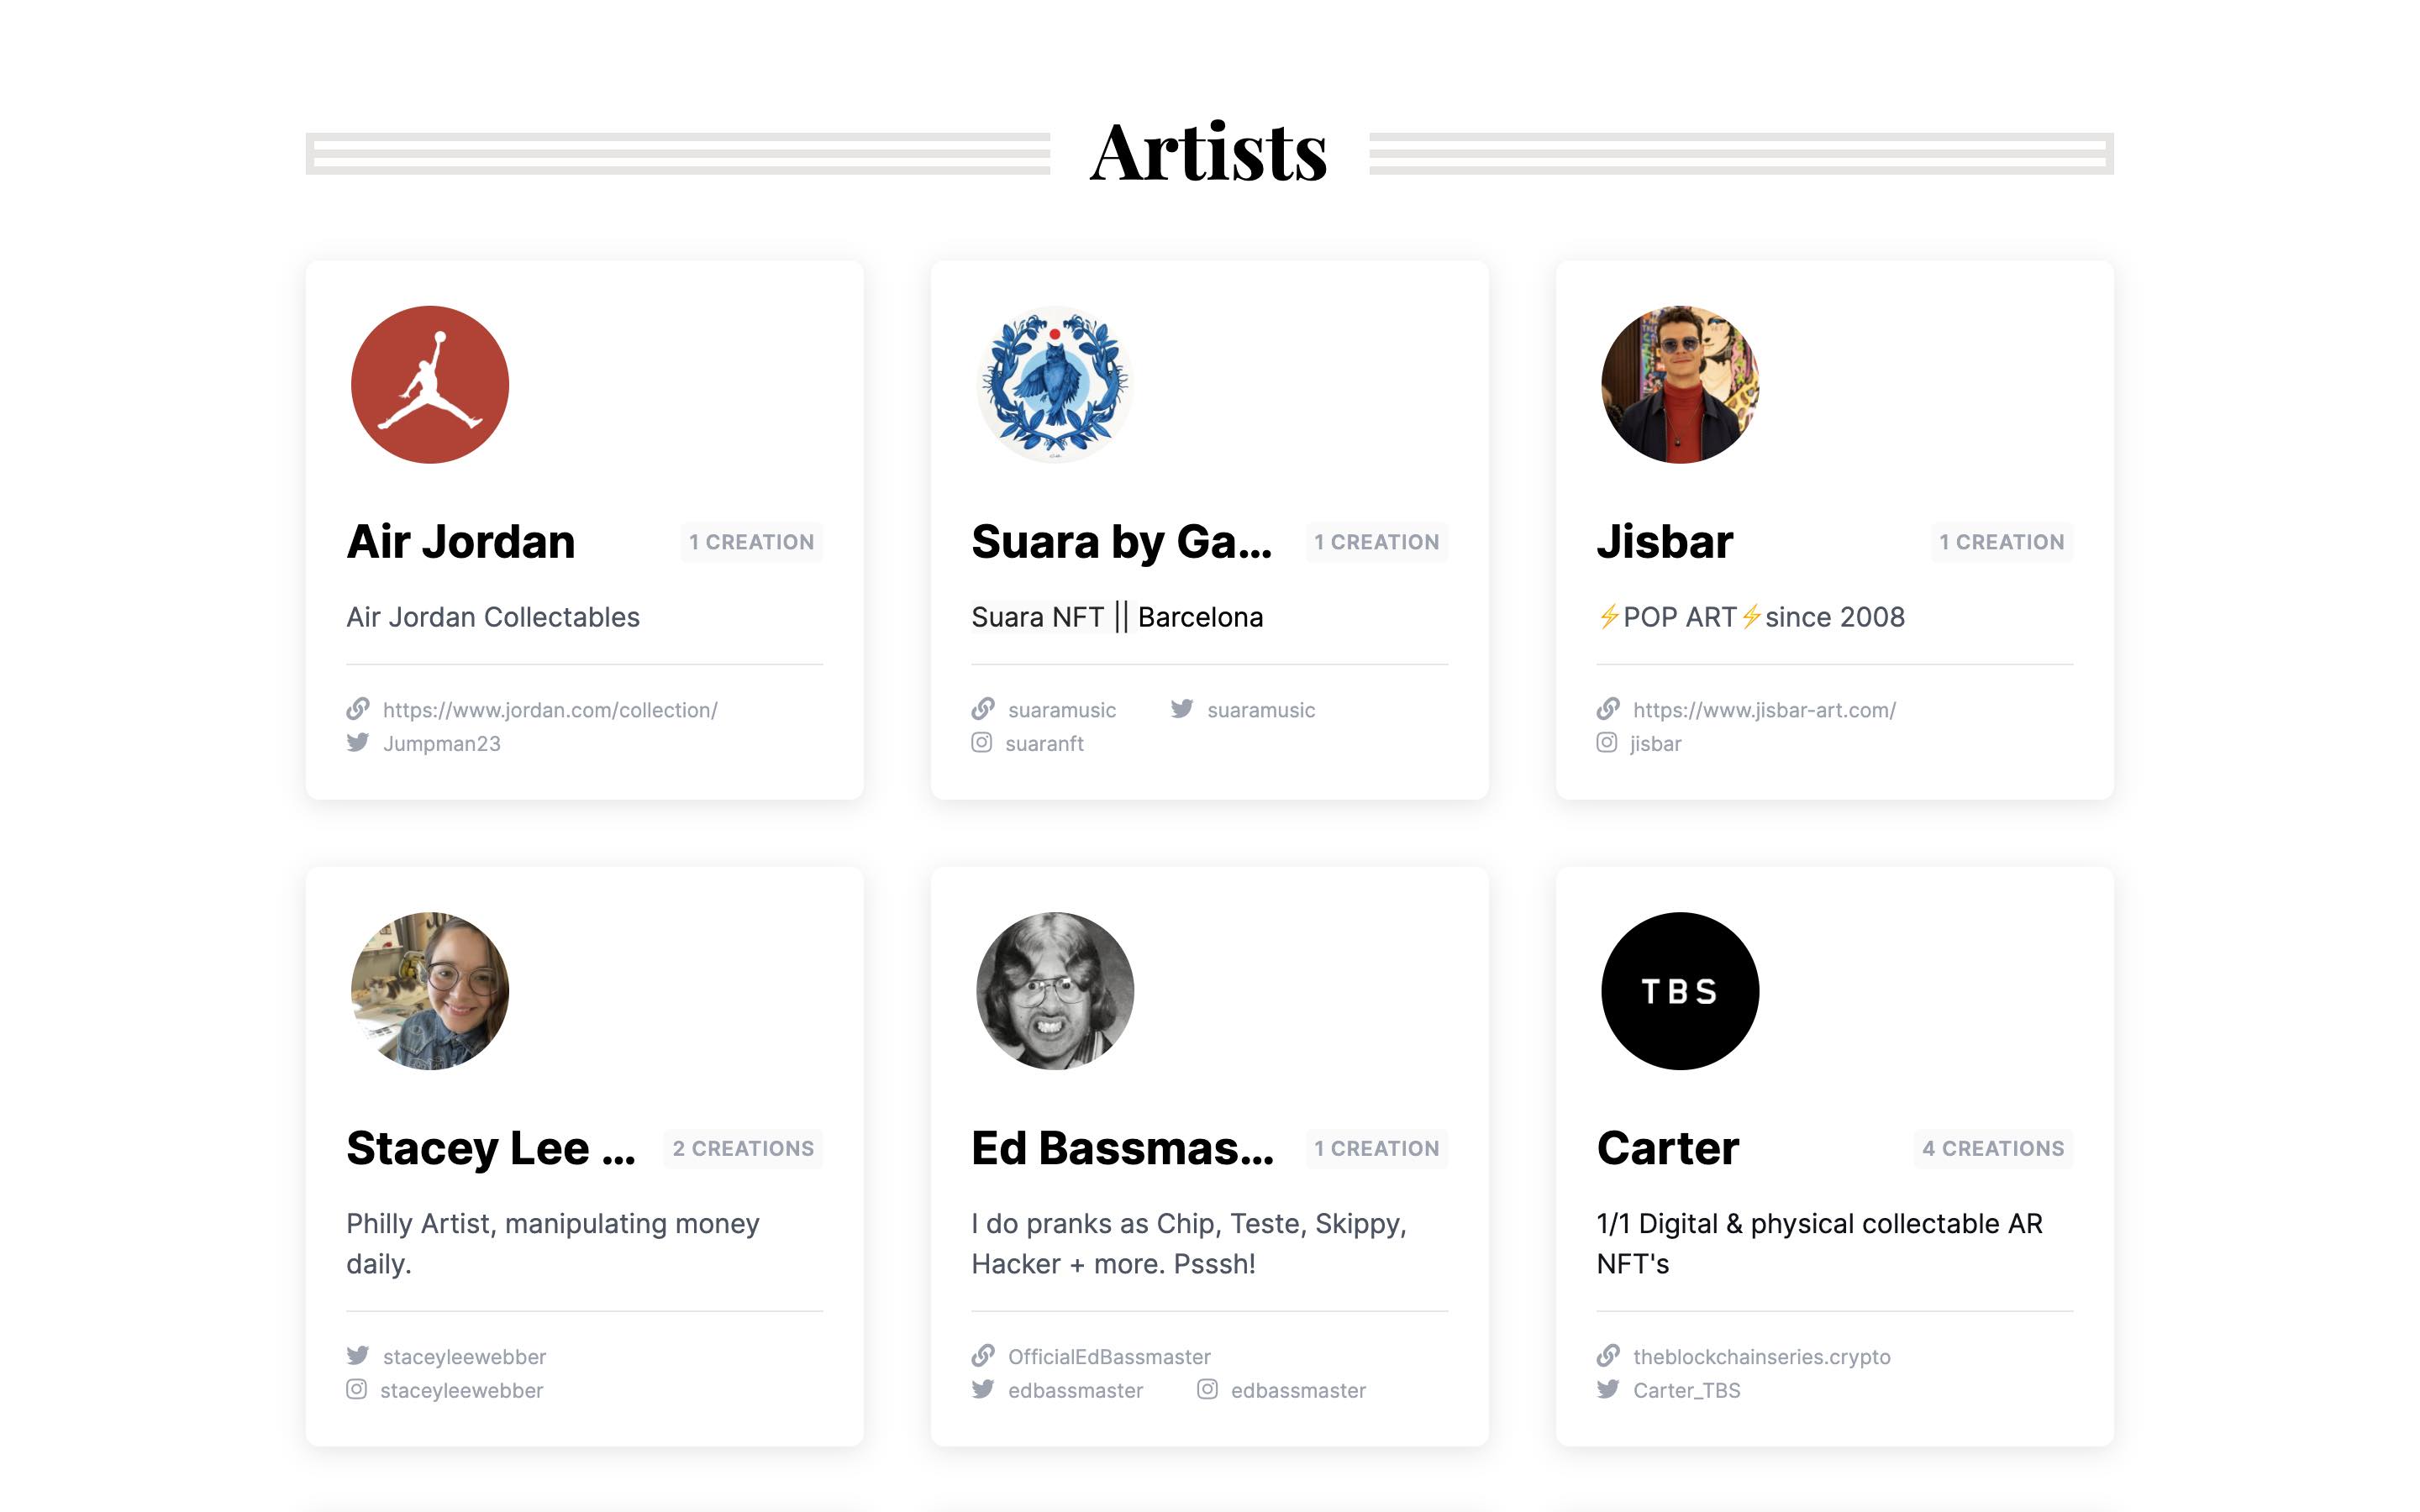 Artists
Air Jordan
1 CREATION
Air Jordan Collectables
https://www.jordan.com/collection/
Jumpman23
Suara by Ga...
1 CREATION
Suara NFT || Barcelona
suaramusic
suaramusic
suaranft
Jisbar
1 CREATION
⚡POP ART⚡since 2008
https://www.jisbar-art.com/
jisbar
Stacey Lee ...
2 CREATIONS
Philly Artist, manipulating money
daily.
staceyleewebber
staceyleewebber
Ed Bassmas...
1 CREATION
I do pranks as Chip, Teste, Skippy,
Hacker + more. Psssh!
OfficialEdBassmaster
edbassmaster
edbassmaster
TBS
Carter
4 CREATIONS
1/1 Digital & physical collectable AR
NFT's
theblockchainseries.crypto
Carter_TBS